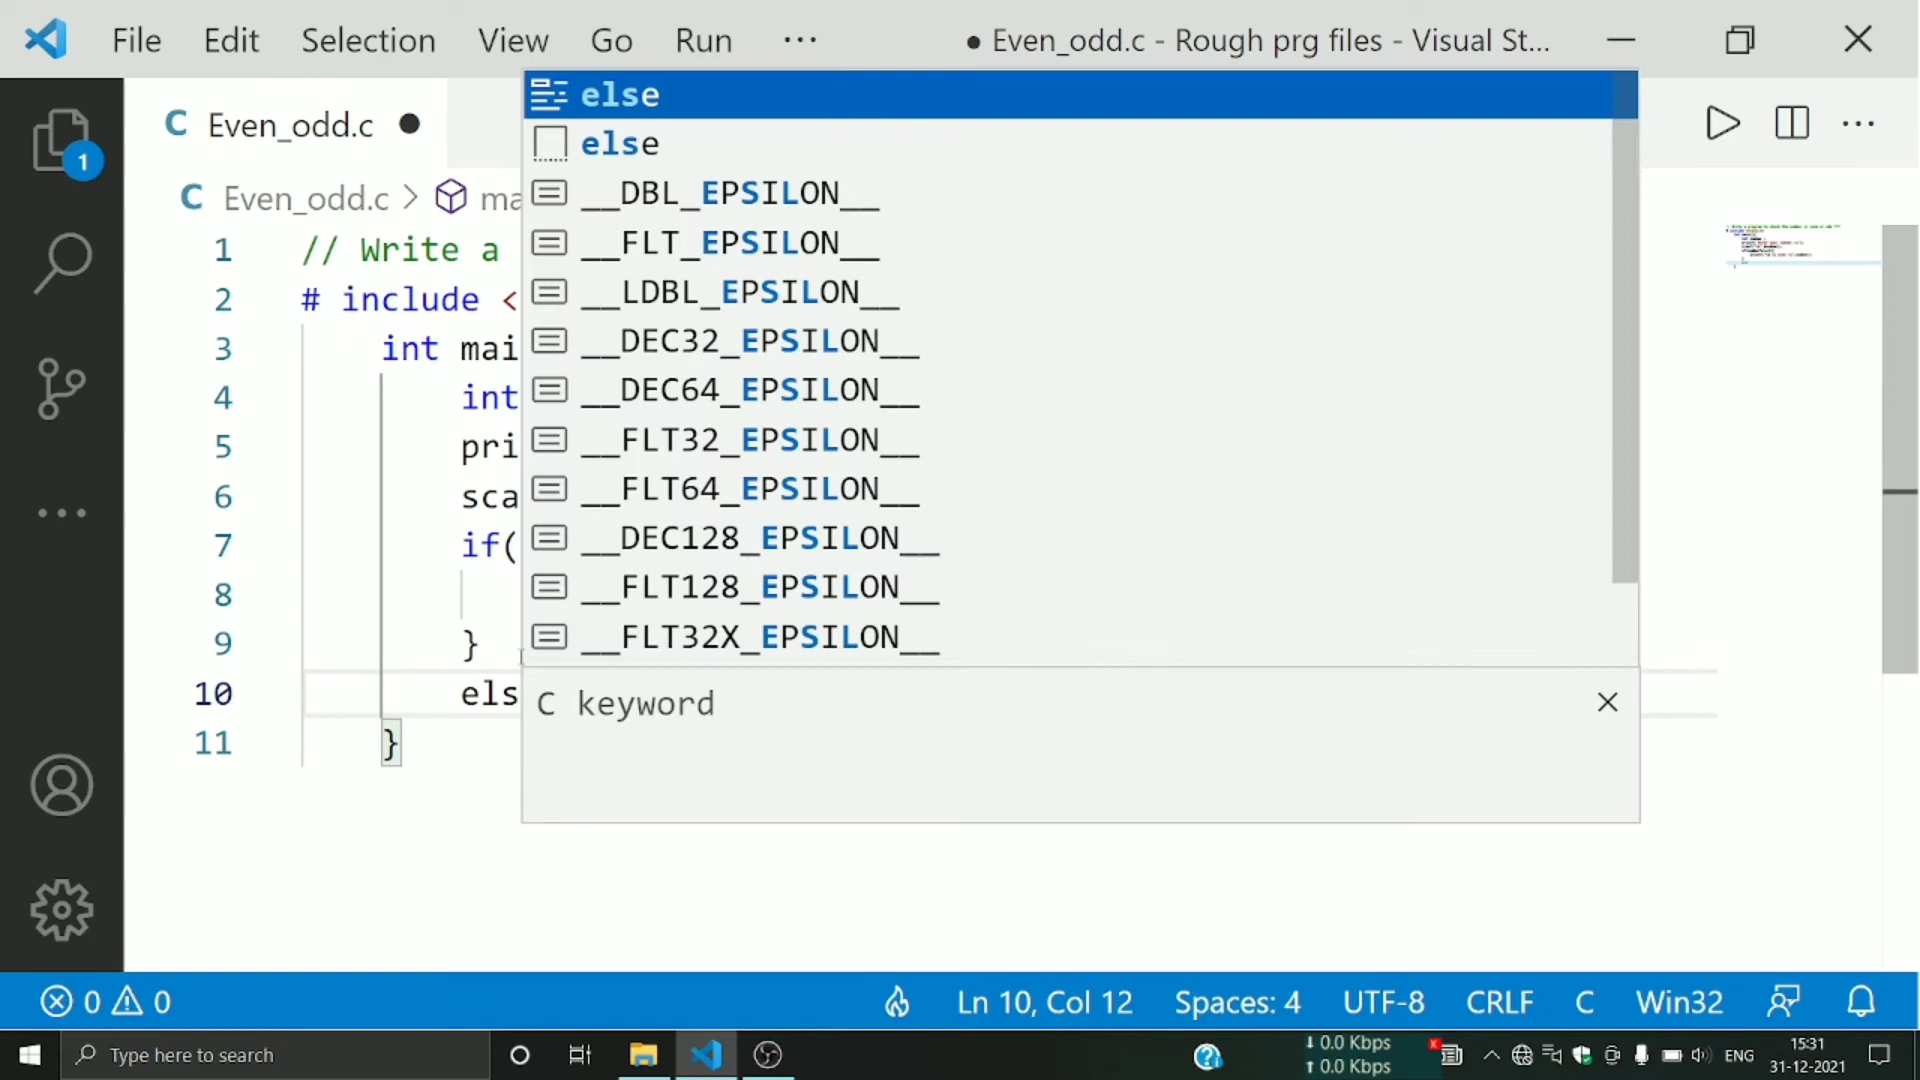 File Edit Selection View Go Run ··· ● Even_odd.c - Rough prg files - Visual St...
C Even_odd.c ●
C Even_odd.c > ma
1
1 // Write a
2 # include <
3 int mai
4 int
5 pri
6 sca
7 if(
8
9 }
10 els
11 }
else
else
__DBL_EPSILON__
__FLT_EPSILON__
__LDBL_EPSILON__
__DEC32_EPSILON__
__DEC64_EPSILON__
__FLT32_EPSILON__
__FLT64_EPSILON__
__DEC128_EPSILON__
__FLT128_EPSILON__
__FLT32X_EPSILON__
C keyword
0 0 Ln 10, Col 12 Spaces: 4 UTF-8 CRLF C Win32
Type here to search
↓ 0.0 Kbps
↑ 0.0 Kbps
ENG
15:31
31-12-2021